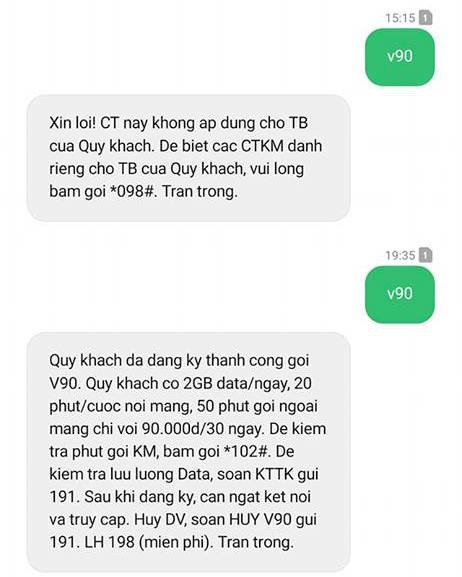 15:15 1
v90
Xin loi! CT nay khong ap dung cho TB
cua Quy khach. De biet cac CTKM danh
rieng cho TB cua Quy khach, vui long
bam goi *098#. Tran trong.
19:35 1
v90
Quy khach da dang ky thanh cong goi
V90. Quy khach co 2GB data/ngay, 20
phut/cuoc noi mang, 50 phut goi ngoai
mang chi voi 90.000d/30 ngay. De kiem
tra phut goi KM, bam goi *102#. De
kiem tra luu luong Data, soan KTTK gui
191. Sau khi dang ky, can ngat ket noi
va truy cap. Huy DV, soan HUY V90 gui
191. LH 198 (mien phi). Tran trong.